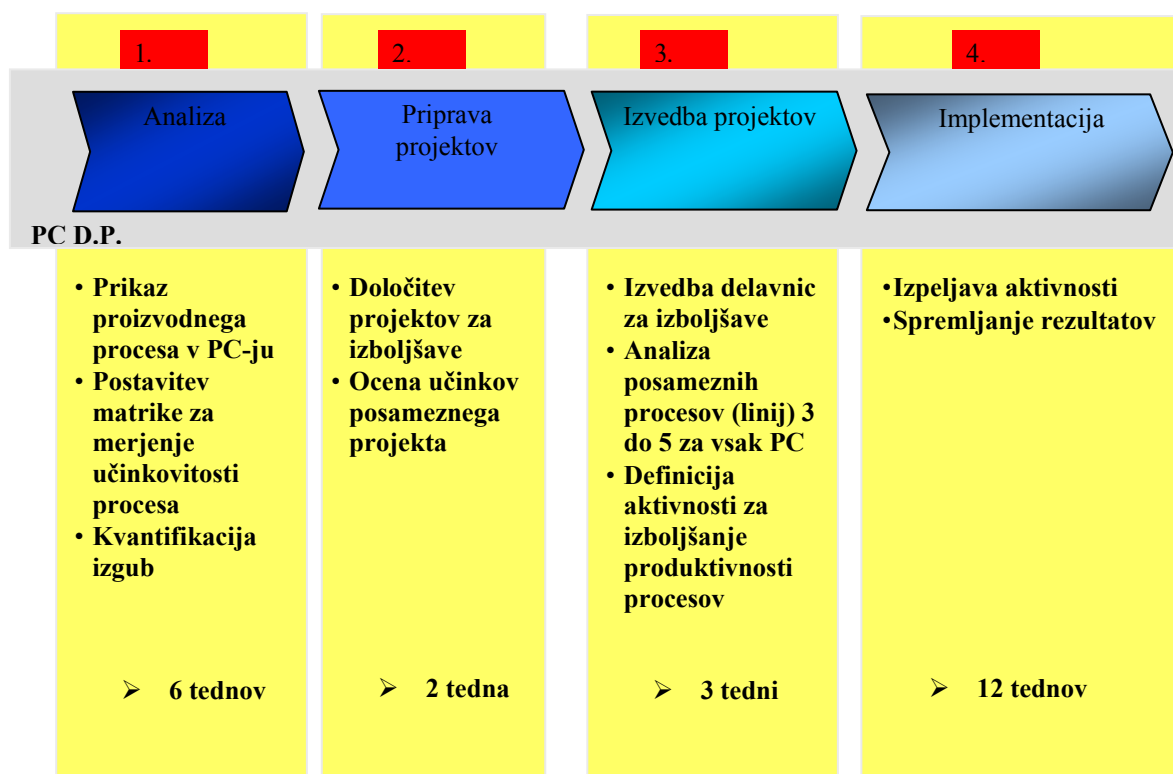 1.
2.
3.
4.
Analiza
Priprava
projektov
Izvedba projektov
Implementacija
PC D.P.
• Prikaz
proizvodnega
procesa v PC-ju
• Postavitev
matrike za
merjenje
učinkovitosti
procesa
• Kvantifikacija
izgub
➢ 6 tednov
• Določitev
projektov za
izboljšave
• Ocena učinkov
posameznega
projekta
➢ 2 tedna
• Izvedba delavnic
za izboljšave
• Analiza
posameznih
procesov (linij) 3
do 5 za vsak PC
• Definicija
aktivnosti za
izboljšanje
produktivnosti
procesov
➢ 3 tedni
•Izpeljava aktivnosti
•Spremljanje rezultatov
➢ 12 tednov